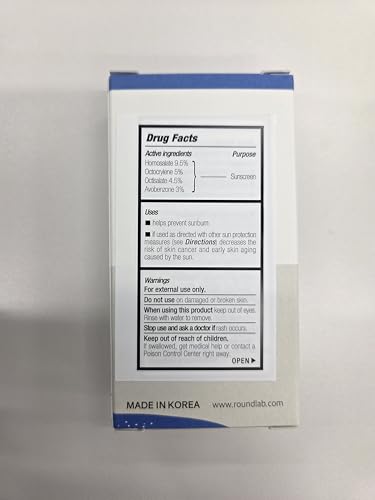 Drug Facts
Active ingredients Purpose
Homosalate 9.5%
Octocrylene 5%
Octisalate 4.5%
Avobenzone 3%
Sunscreen
Uses
■ helps prevent sunburn
■ if used as directed with other sun protection
measures (see Directions) decreases the
risk of skin cancer and early skin aging
caused by the sun.
Warnings
For external use only.
Do not use on damaged or broken skin.
When using this product keep out of eyes.
Rinse with water to remove.
Stop use and ask a doctor if rash occurs.
Keep out of reach of children.
If swallowed, get medical help or contact a
Poison Control Center right away.
OPEN ▶
MADE IN KOREA www.roundlab.com